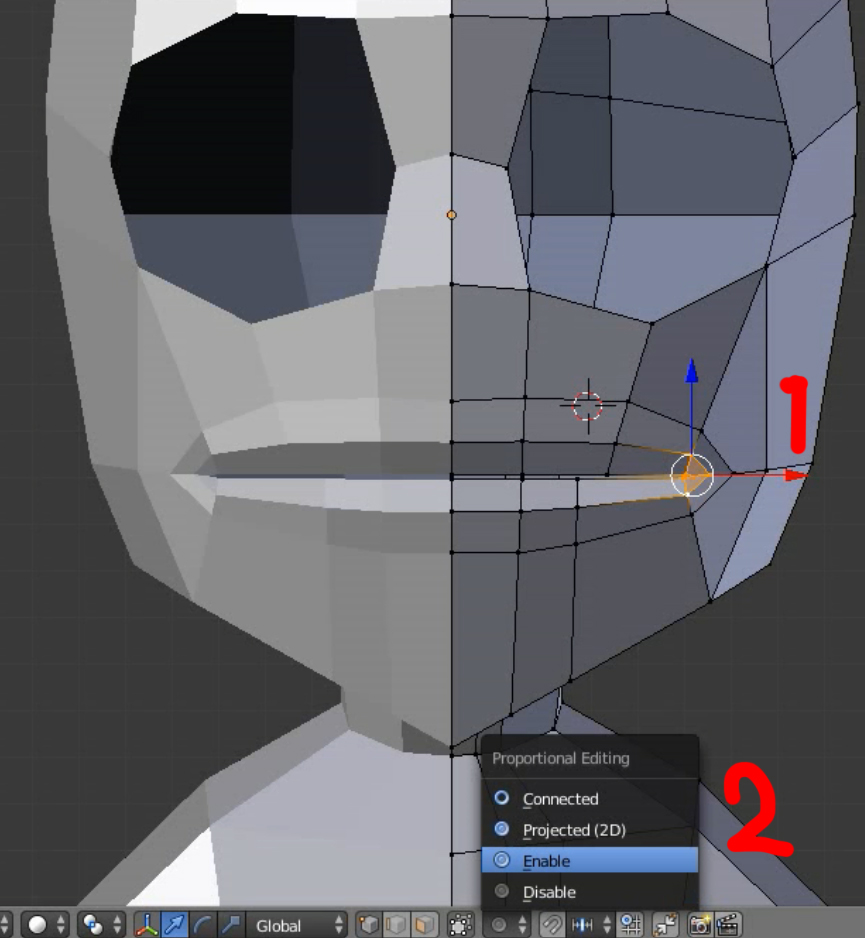 1
Proportional Editing
Connected
Projected (2D)
Enable
Disable
2
Global